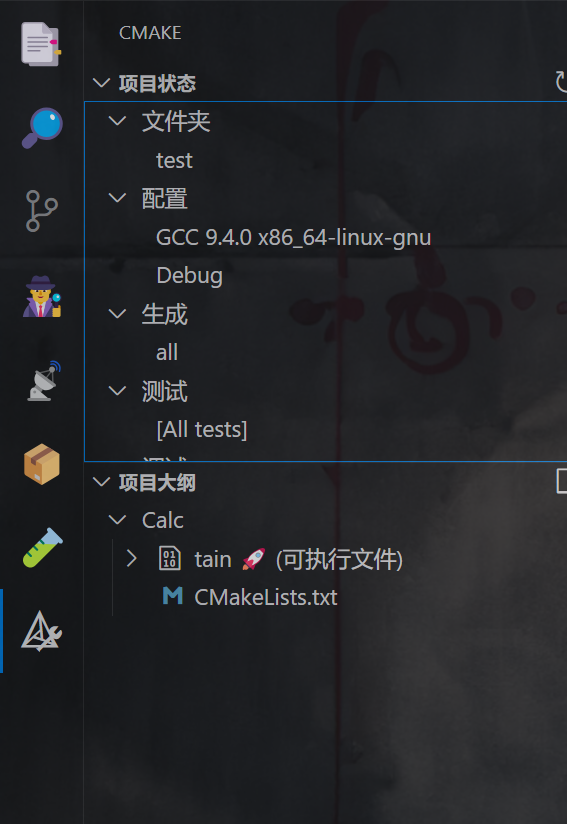 CMAKE
项目状态
文件夹
test
配置
GCC 9.4.0 x86_64-linux-gnu
Debug
生成
all
测试
[All tests]
项目大纲
Calc
tain 🚀 (可执行文件)
CMakeLists.txt